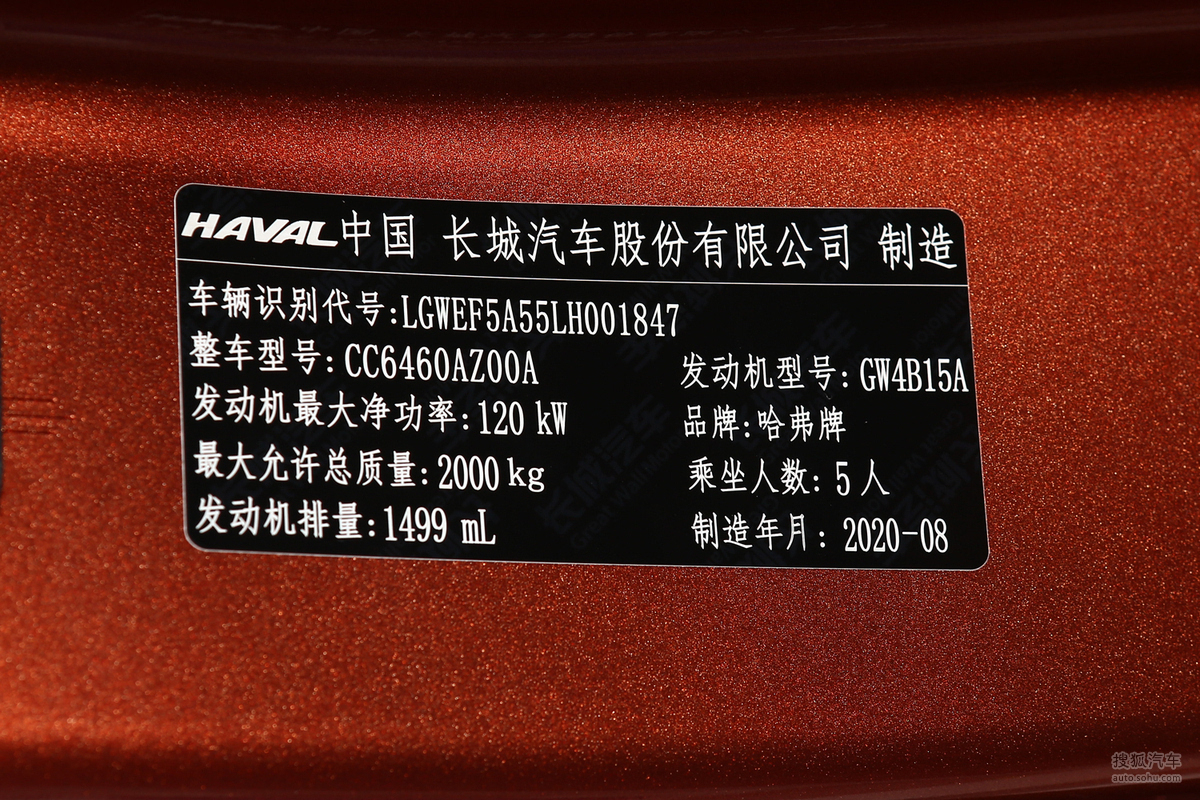 HAVAL中国 长城汽车股份有限公司 制造
车辆识别代号:LGWEF5A55LH001847
整车型号:CC6460AZ00A 发动机型号:GW4B15A
发动机最大净功率:120 kW 品牌:哈弗牌
最大允许总质量:2000kg 乘坐人数:5人
发动机排量:1499 mL 制造年月:2020-08
搜狐汽车
auto.sohu.com